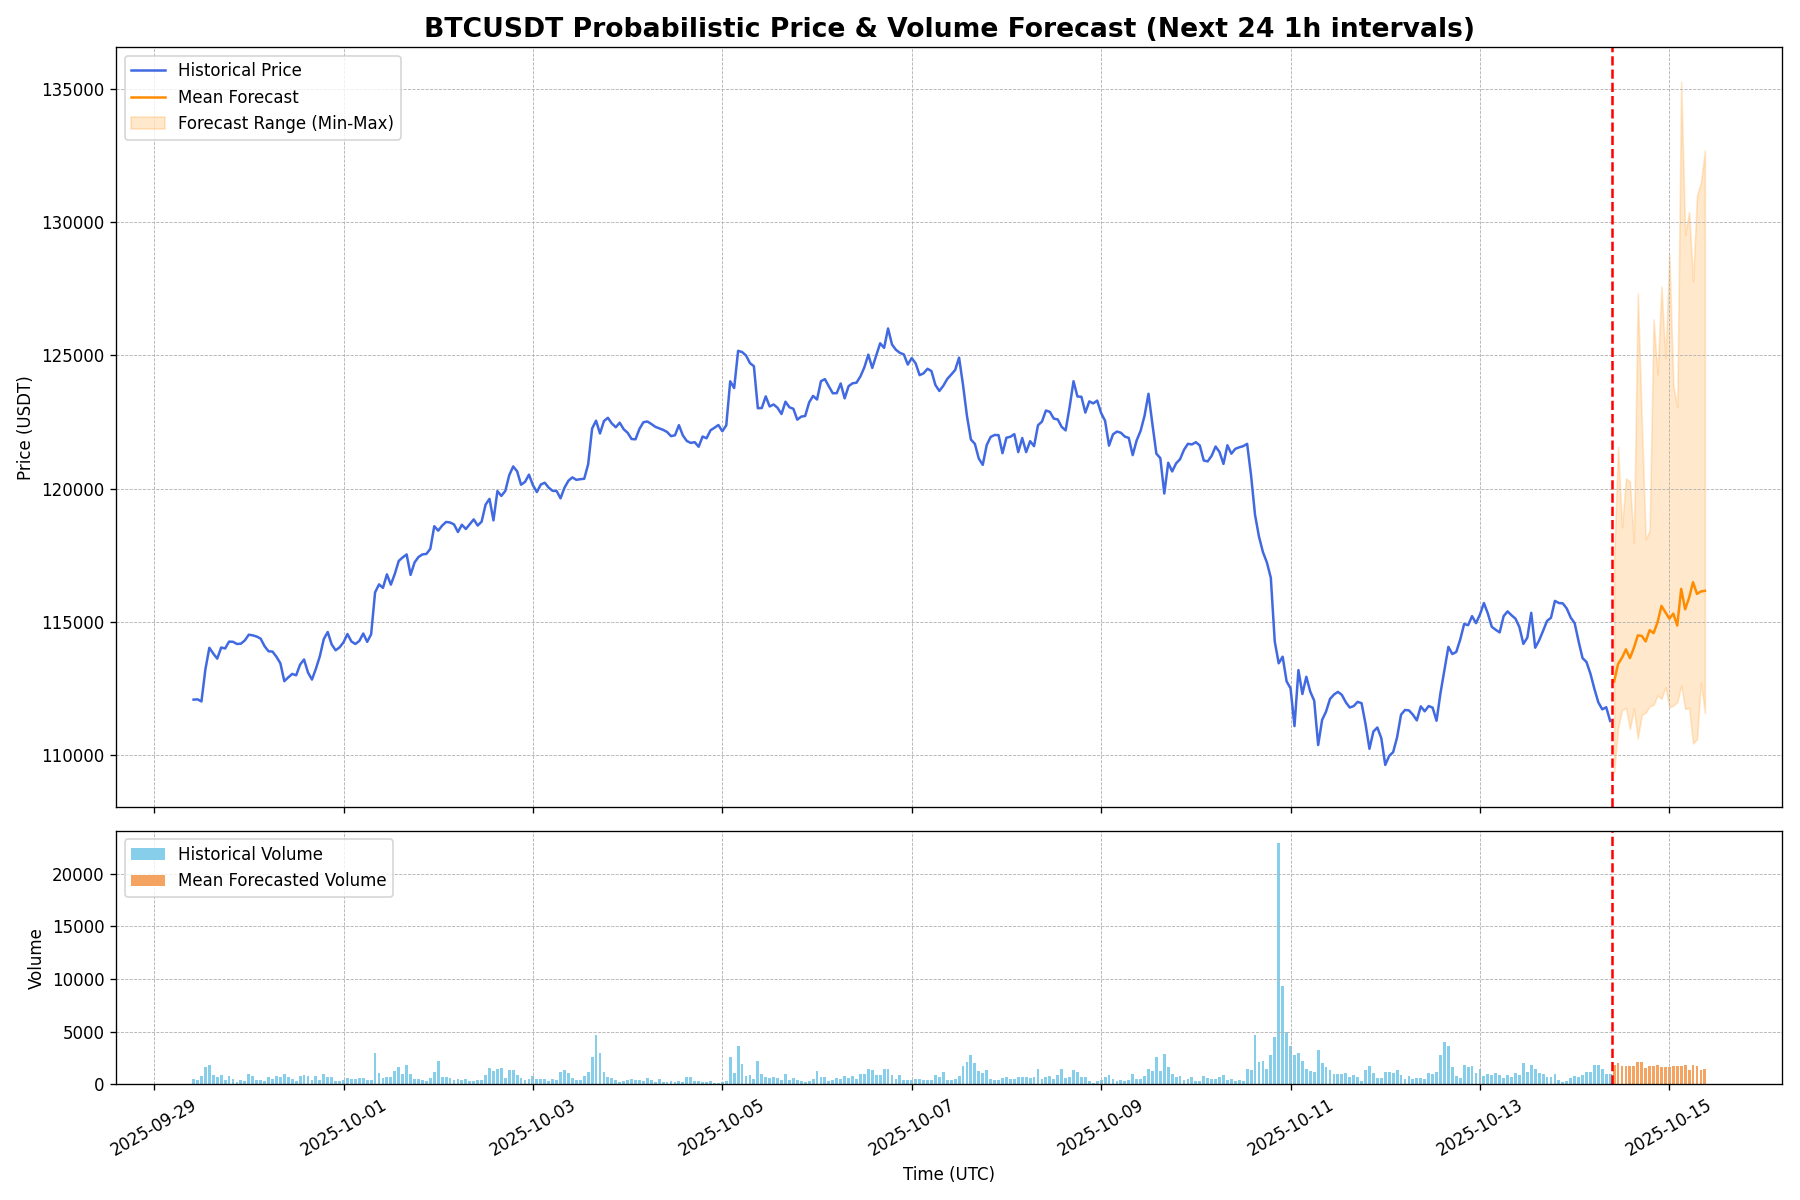 BTCUSDT Probabilistic Price & Volume Forecast (Next 24 1h intervals)
Historical Price
Mean Forecast
Forecast Range (Min-Max)
Price (USDT)
135000
130000
125000
120000
115000
110000
Historical Volume
Mean Forecasted Volume
Volume
20000
15000
10000
5000
0
2025-09-29
2025-10-01
2025-10-03
2025-10-05
2025-10-07
2025-10-09
2025-10-11
2025-10-13
2025-10-15
Time (UTC)